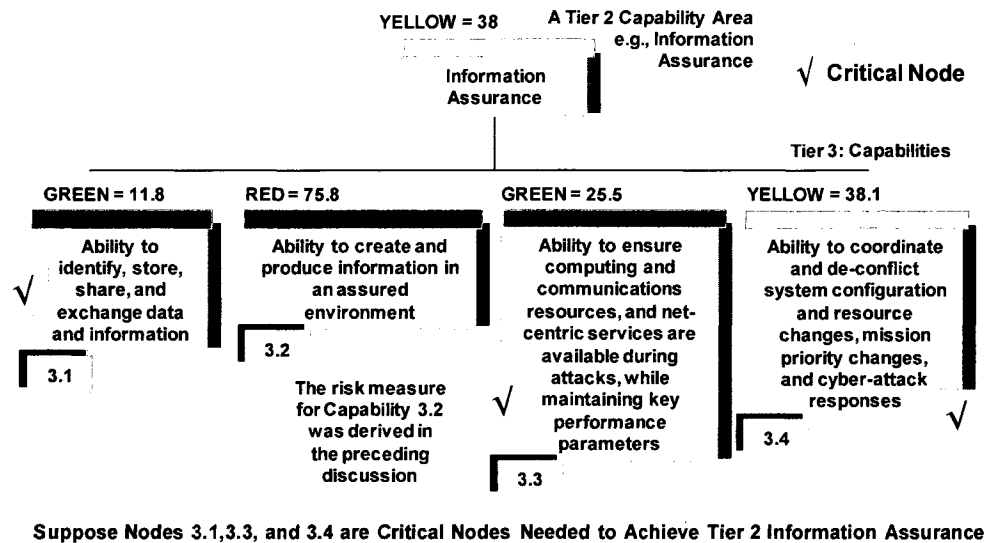 YELLOW = 38
A Tier 2 Capability Area
e.g., Information
Assurance
Information
Assurance
√ Critical Node
Tier 3: Capabilities
GREEN = 11.8
Ability to
identify, store,
share, and
exchange data
and information
√
3.1
RED = 75.8
Ability to create and
produce information in
an assured
environment
3.2
The risk measure
for Capability 3.2
was derived in
the preceding
discussion
GREEN = 25.5
Ability to ensure
computing and
communications
resources, and net-
centric services are
available during
attacks, while
maintaining key
performance
parameters
√
3.3
YELLOW = 38.1
Ability to coordinate
and de-conflict
system configuration
and resource
changes, mission
priority changes,
and cyber-attack
responses
√
3.4
Suppose Nodes 3.1,3.3, and 3.4 are Critical Nodes Needed to Achieve Tier 2 Information Assurance